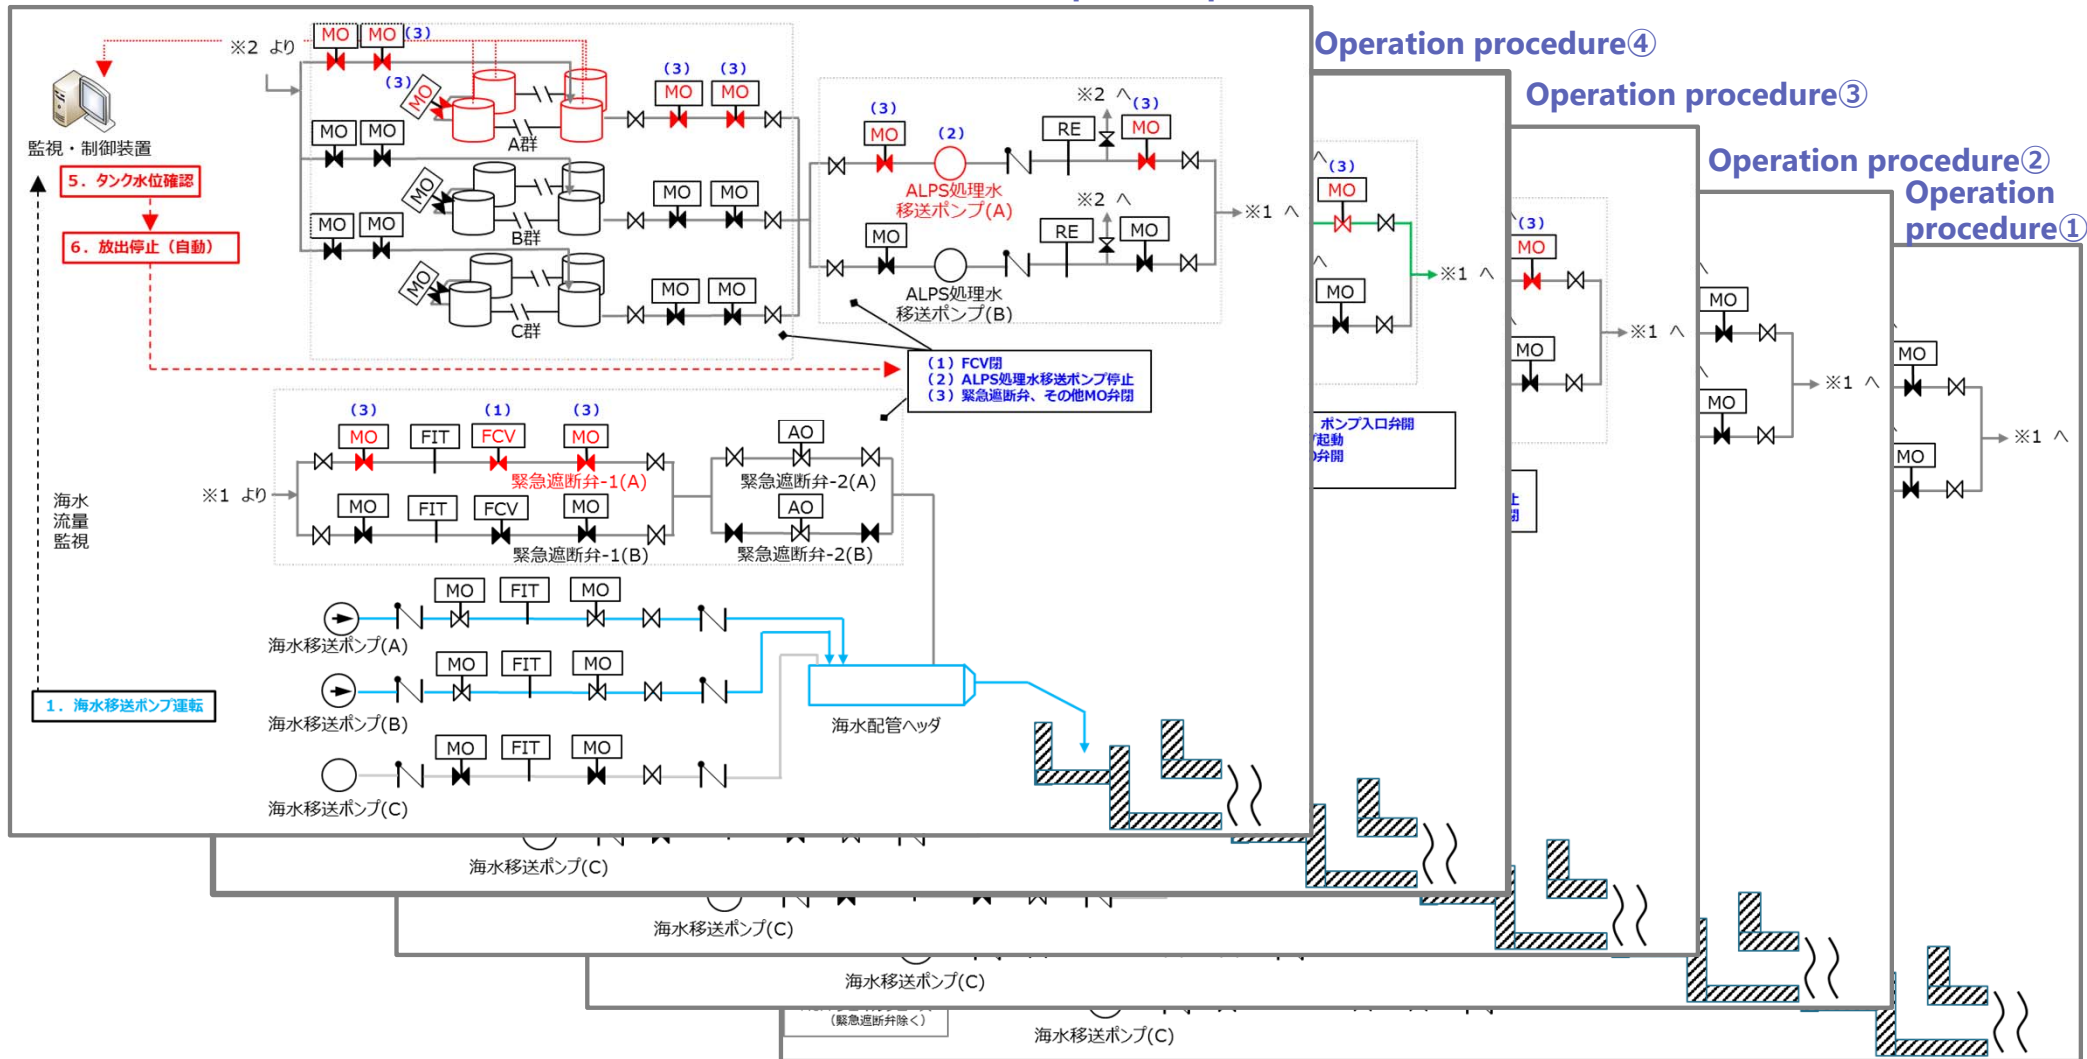 Operation procedure④
Operation procedure③
Operation procedure②
Operation
procedure①
※2 より
MO
MO
(3)
(3)
MO
監視・制御装置
5．タンク水位確認
6．放出停止（自動）
MO
MO
A群
MO
MO
MO
B群
MO
C群
(3)
(3)
MO
MO
MO
MO
MO
MO
(3)
MO
(2)
ALPS処理水
移送ポンプ(A)
RE
※2 へ
(3)
MO
MO
ALPS処理水
移送ポンプ(B)
RE
※2 へ
MO
※1 へ
(1) FCV閉
(2) ALPS処理水移送ポンプ停止
(3) 緊急遮断弁、その他MO弁閉
海水
流量
監視
※1 より
(3)
MO
FIT
(1)
FCV
(3)
MO
緊急遮断弁-1(A)
MO
FIT
FCV
MO
緊急遮断弁-1(B)
AO
緊急遮断弁-2(A)
AO
緊急遮断弁-2(B)
1．海水移送ポンプ運転
海水移送ポンプ(A)
MO
FIT
MO
海水移送ポンプ(B)
MO
FIT
MO
海水移送ポンプ(C)
MO
FIT
MO
海水配管ヘッダ
(3)
MO
MO
※1 へ
ポンプ入口弁開
プ起動
O弁開
海水移送ポンプ(C)
(3)
MO
MO
※1 へ
止
閉
海水移送ポンプ(C)
MO
MO
※1 へ
海水移送ポンプ(C)
MO
MO
※1 へ
（緊急遮断弁除く）
海水移送ポンプ(C)